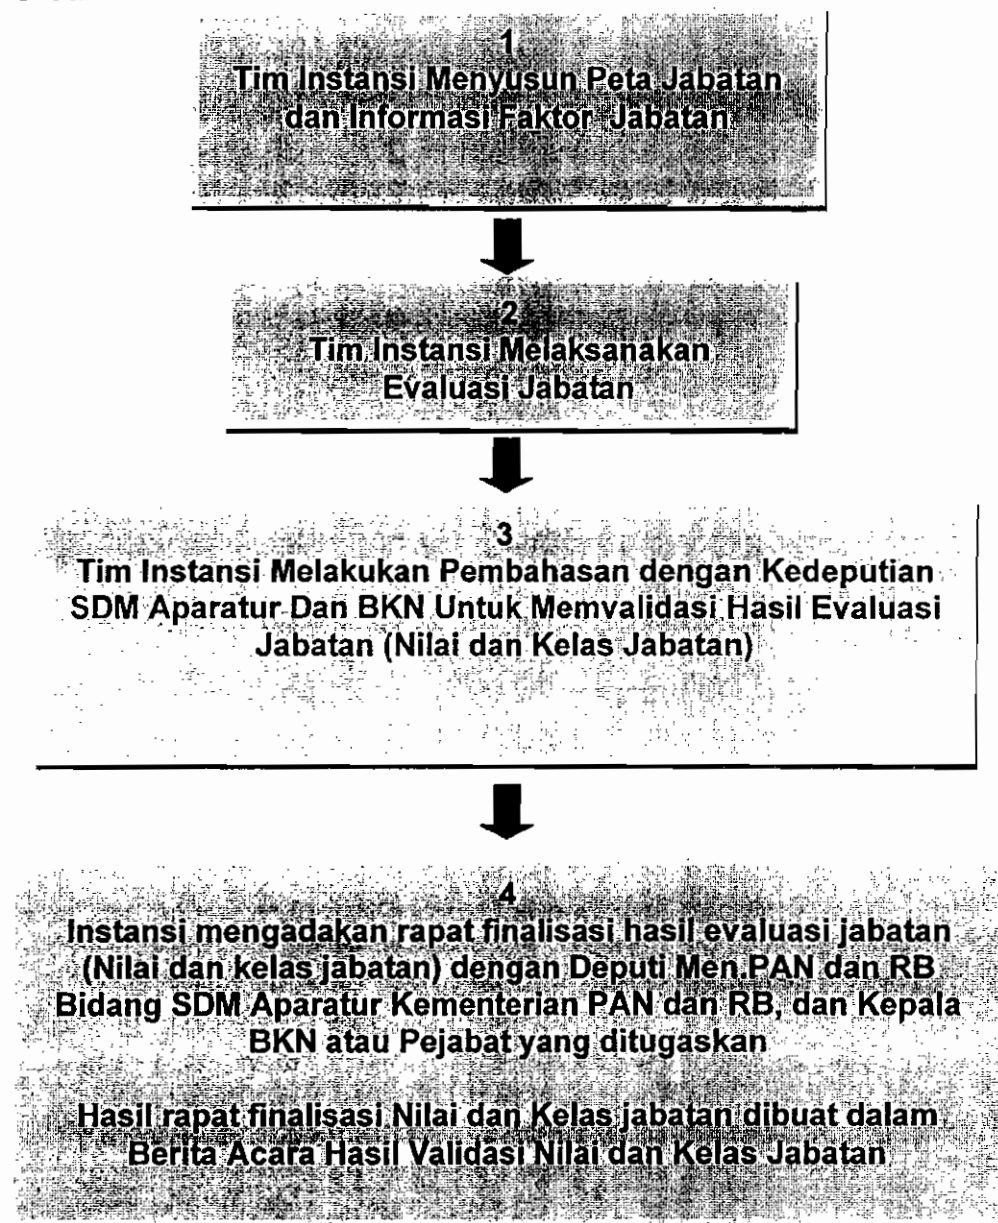 1
Tim Instansi Menyusun Peta Jabatan
dan Informasi Faktor Jabatan
2
Tim Instansi Melaksanakan
Evaluasi Jabatan
3
Tim Instansi Melakukan Pembahasan dengan Kedeputian
SDM Aparatur Dan BKN Untuk Memvalidasi Hasil Evaluasi
Jabatan (Nilai dan Kelas Jabatan)
4
Instansi mengadakan rapat finalisasi hasil evaluasi jabatan
(Nilai dan kelas jabatan) dengan Deputi Men.PAN dan RB
Bidang SDM Aparatur Kementerian PAN dan RB, dan Kepala
BKN atau Pejabat yang ditugaskan
Hasil rapat finalisasi Nilai dan Kelas jabatan dibuat dalam
Berita Acara Hasil Validasi Nilai dan Kelas Jabatan